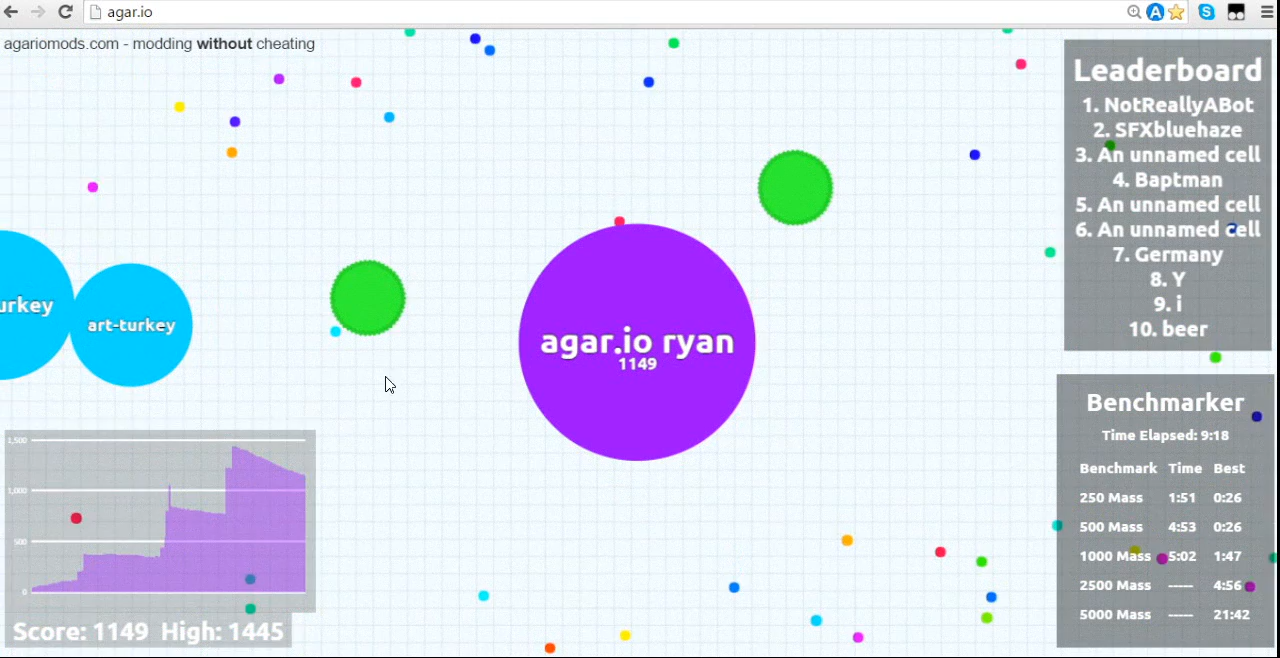 agar.io
agariomods.com - modding without cheating
Leaderboard
1. NotReallyABot
2. SFXbluehaze
3. An unnamed cell
4. Baptman
5. An unnamed cell
6. An unnamed cell
7. Germany
8. Y
9. i
10. beer
urkey
art-turkey
agar.io ryan
1149
Benchmarker
Time Elapsed: 9:18
Benchmark Time Best
250 Mass 1:51 0:26
500 Mass 4:53 0:26
1000 Mass 5:02 1:47
2500 Mass ----- 4:56
5000 Mass ----- 21:42
1,500
1,000
500
0
Score: 1149 High: 1445